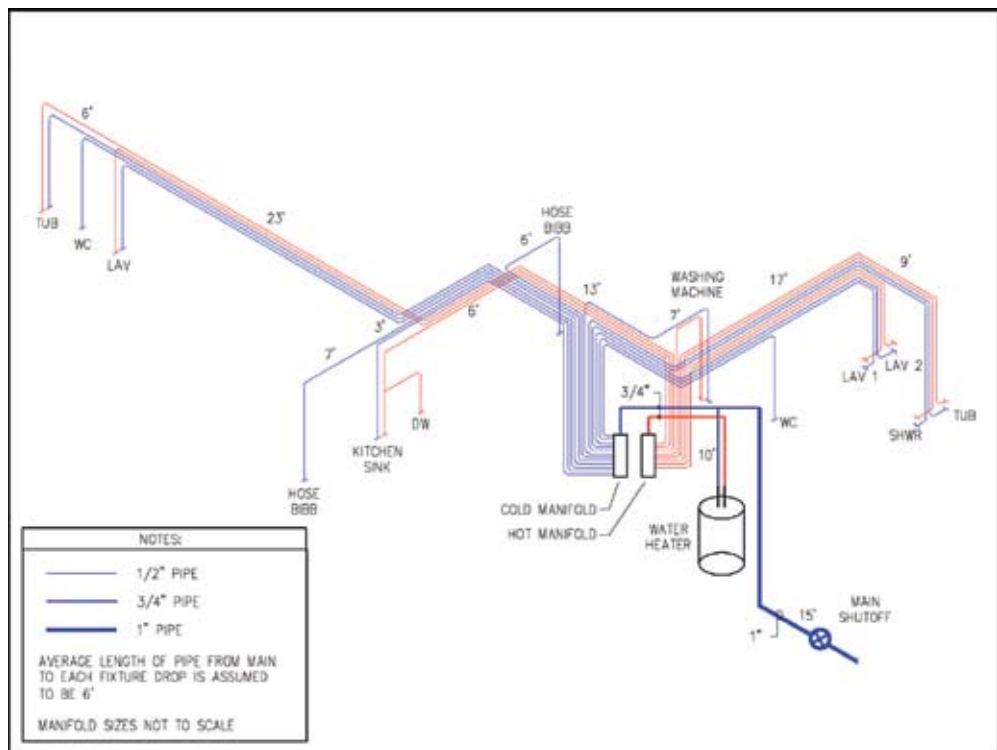 6'
TUB
WC
LAV
23'
HOSE
BIBB
6'
13'
WASHING
MACHINE
7'
17'
9'
3'
6'
7'
3/4"
LAV 1
LAV 2
WC
SHWR
TUB
DW
KITCHEN
SINK
HOSE
BIBB
10'
COLD MANIFOLD
HOT MANIFOLD
WATER
HEATER
MAIN
SHUTOFF
15'
1"
NOTES:
1/2" PIPE
3/4" PIPE
1" PIPE
AVERAGE LENGTH OF PIPE FROM MAIN
TO EACH FIXTURE DROP IS ASSUMED
TO BE 6'
MANIFOLD SIZES NOT TO SCALE